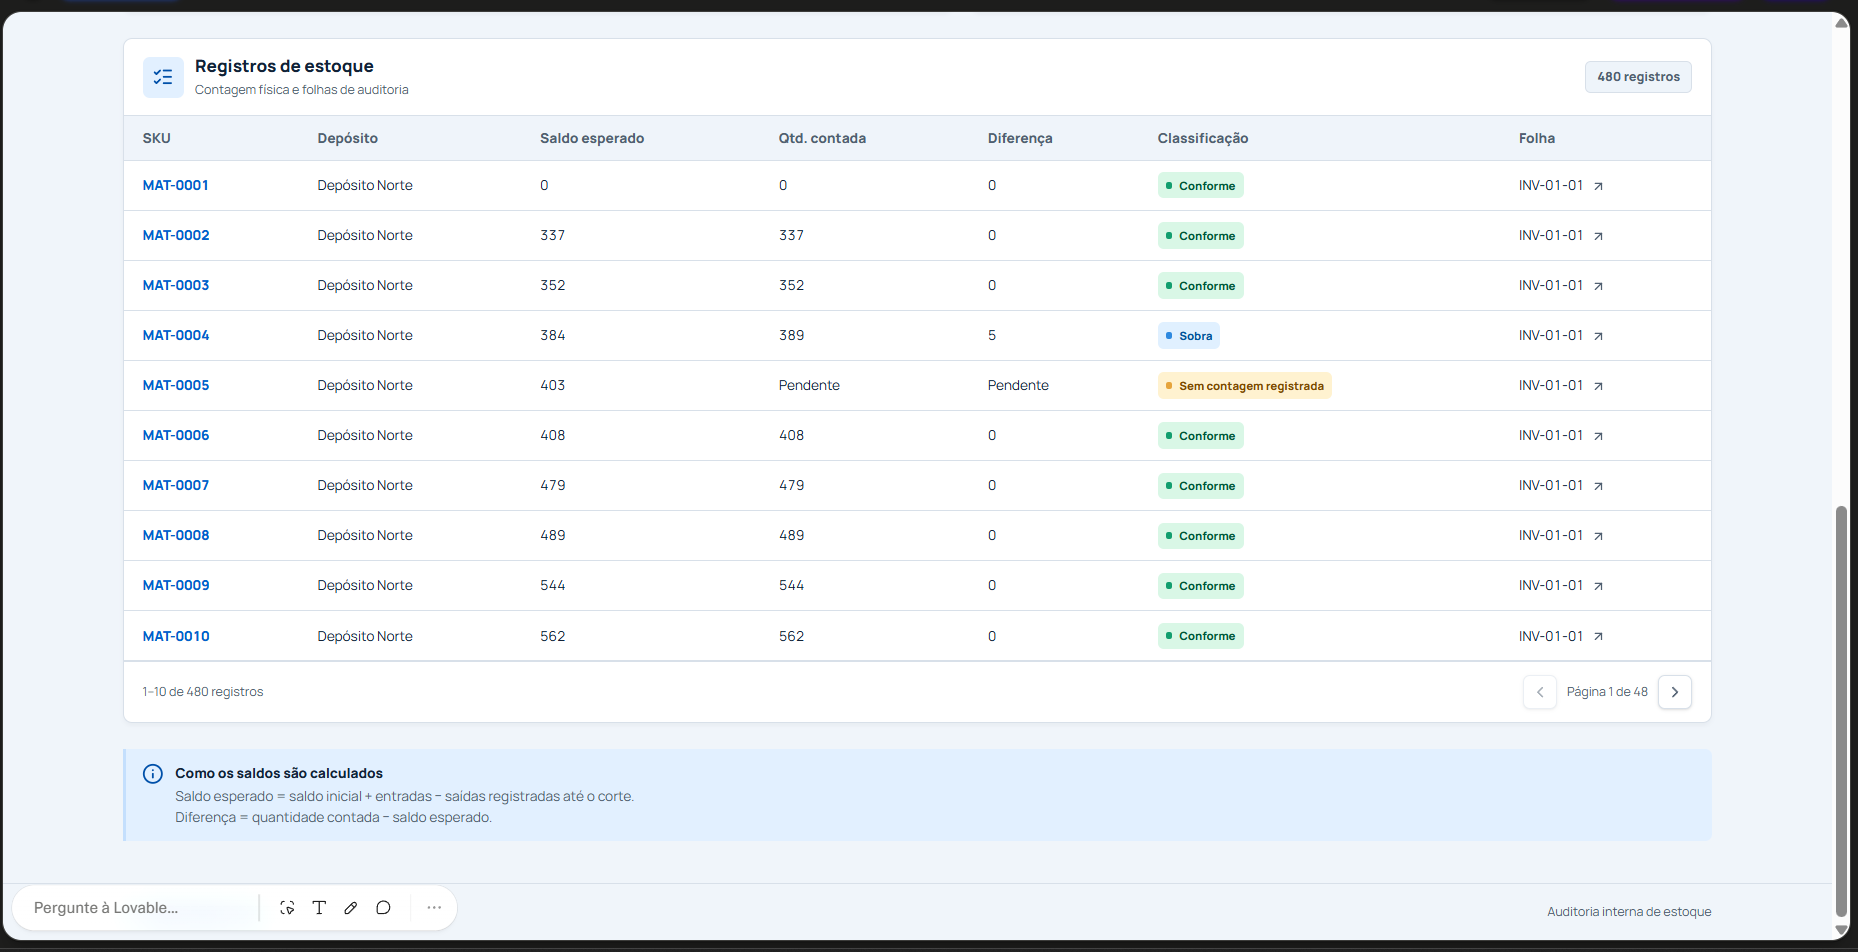 Registros de estoque
Contagem física e folhas de auditoria
480 registros
SKU Depósito Saldo esperado Qtd. contada Diferença Classificação Folha
MAT-0001 Depósito Norte 0 0 0 Conforme INV-01-01
MAT-0002 Depósito Norte 337 337 0 Conforme INV-01-01
MAT-0003 Depósito Norte 352 352 0 Conforme INV-01-01
MAT-0004 Depósito Norte 384 389 5 Sobra INV-01-01
MAT-0005 Depósito Norte 403 Pendente Pendente Sem contagem registrada INV-01-01
MAT-0006 Depósito Norte 408 408 0 Conforme INV-01-01
MAT-0007 Depósito Norte 479 479 0 Conforme INV-01-01
MAT-0008 Depósito Norte 489 489 0 Conforme INV-01-01
MAT-0009 Depósito Norte 544 544 0 Conforme INV-01-01
MAT-0010 Depósito Norte 562 562 0 Conforme INV-01-01
1–10 de 480 registros
Página 1 de 48
Como os saldos são calculados
Saldo esperado = saldo inicial + entradas − saídas registradas até o corte.
Diferença = quantidade contada − saldo esperado.
Pergunte à Lovable...
Auditoria interna de estoque